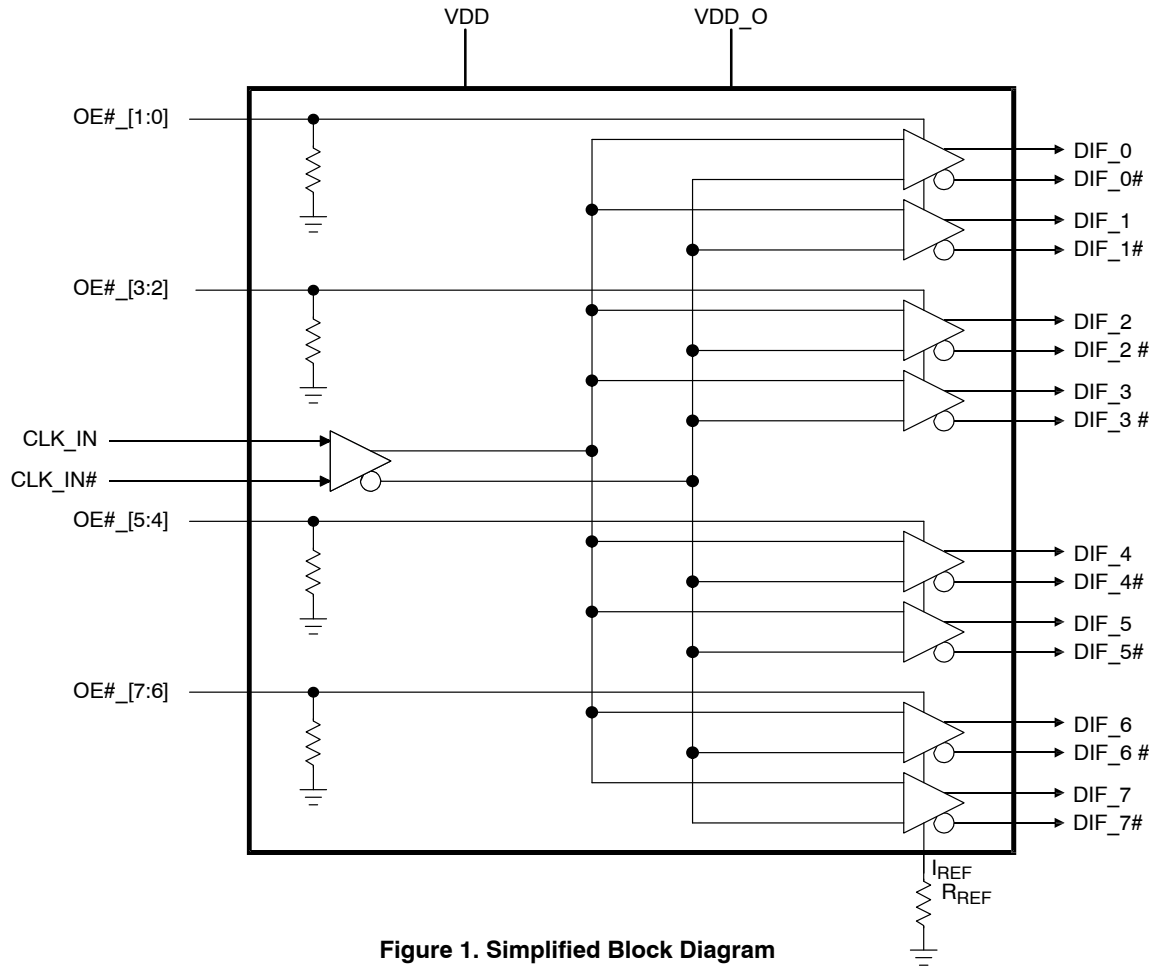 VDD
VDD_O
OE#_[1:0]
DIF_0
DIF_0#
DIF_1
DIF_1#
OE#_[3:2]
DIF_2
DIF_2 #
DIF_3
DIF_3 #
CLK_IN
CLK_IN#
OE#_[5:4]
DIF_4
DIF_4#
DIF_5
DIF_5#
OE#_[7:6]
DIF_6
DIF_6 #
DIF_7
DIF_7#
IREF
RREF
Figure 1. Simplified Block Diagram